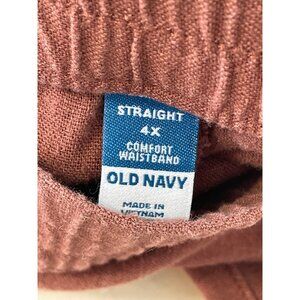 STRAIGHT
4X
COMFORT
WAISTBAND
OLD NAVY
MADE IN
VIETNAM